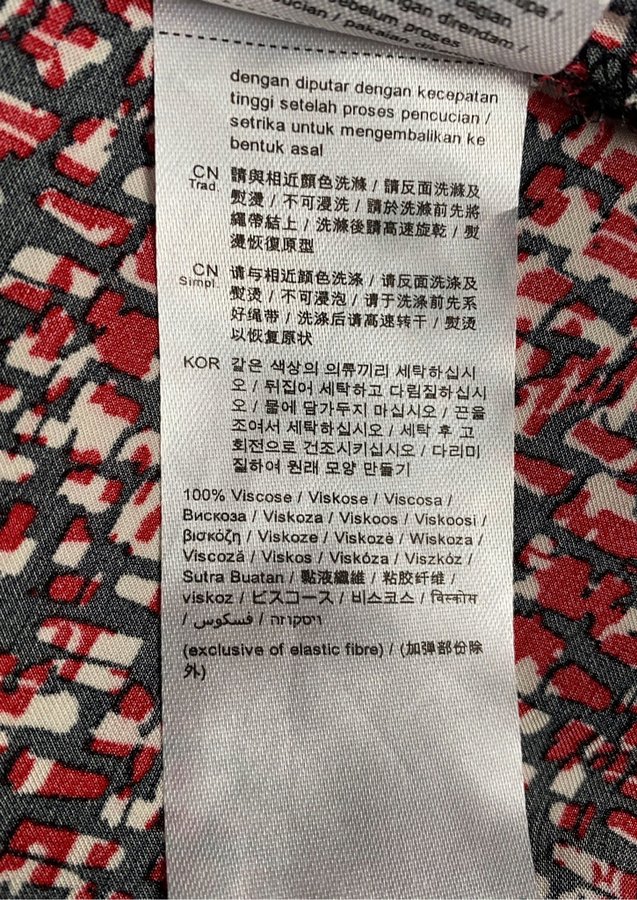 direndam /
sebelum proses
pencucian / pakaian
dengan diputar dengan kecepatan
tinggi setelah proses pencucian /
setrika untuk mengembalikan ke
bentuk asal
CN Trad. 請與相近顏色洗滌 / 請反面洗滌及
熨燙 / 不可浸洗 / 請於洗滌前先將
繩帶結上 / 洗滌後請高速旋乾 / 熨
燙恢復原型
CN Simpl. 请与相近颜色洗涤 / 请反面洗涤及
熨烫 / 不可浸泡 / 请于洗涤前先系
好绳带 / 洗涤后请高速转干 / 熨烫
以恢复原状
KOR 같은 색상의 의류끼리 세탁하십시
오 / 뒤집어 세탁하고 다림질하십시
오 / 물에 담가두지 마십시오 / 끈을
조여서 세탁하십시오 / 세탁 후 고
회전으로 건조시키십시오 / 다리미
질하여 원래 모양 만들기
100% Viscose / Viskose / Viscosa /
Вискоза / Viskoza / Viskoos / Viskoosi /
βισκόζη / Viskoze / Viskozė / Wiskoza /
Viscoză / Viskos / Viskóza / Viszkóz /
Sutra Buatan / 黏液纖維 / 粘胶纤维 /
viskoz / ビスコース / 비스코스 / विस्कोस
/ فسكوس / ויסקוזה
(exclusive of elastic fibre) / (加弹部份除
外)